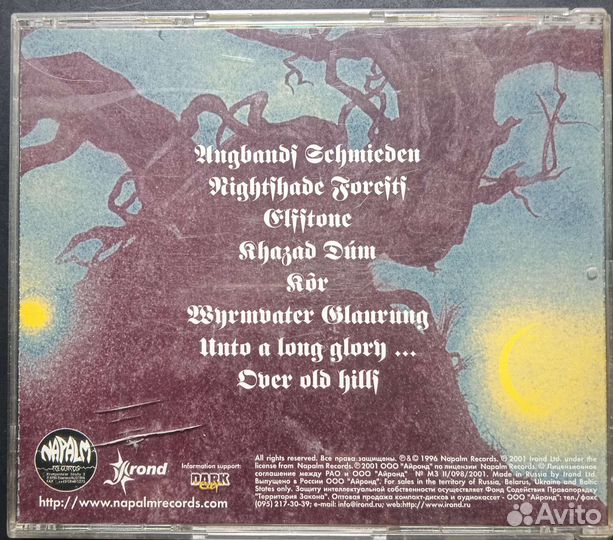 Angbands Schmieden
Nightshade Forests
Elfstone
Khazad Dúm
Kôr
Wyrmvater Glaurung
Unto a long glory ...
Over old hills
NAPALM
RECORDS
Irond
Information support:
DARK
CITY
http://www.napalmrecords.com
All rights reserved. Все права защищены. ℗&© 1996 Napalm Records. ℗ 2001 Irond Ltd. under the
license from Napalm Records. ℗ 2001 ООО "Айронд" по лицензии Napalm Records. © Лицензионное
соглашение между РАО и ООО "Айронд" № МЗ II/098/2001. Made in Russia by Irond Ltd.
Выпущено в России ООО "Айронд". For sales in the territory of Russia, Belarus, Ukraine and Baltic
States only. Защиту интеллектуальной собственности осуществляет Фонд Содействия Правопорядку
"Территория Закона". Оптовая продажа компакт-дисков и аудиокассет - ООО "Айронд": тел./факс
(095) 217-30-39; e-mail: info@irond.ru; web:http://www.irond.ru
Avito